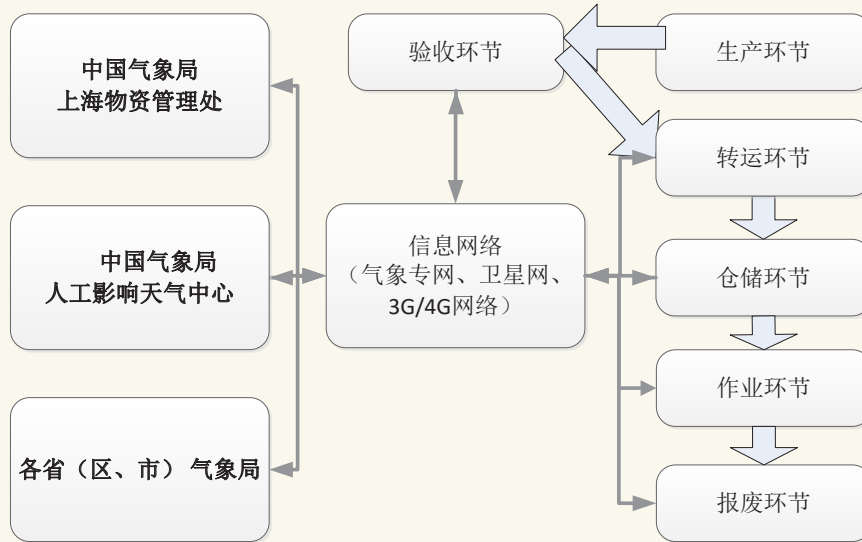 中国气象局
上海物资管理处
中国气象局
人工影响天气中心
各省（区、市） 气象局
验收环节
信息网络
（气象专网、卫星网、
3G/4G网络）
生产环节
转运环节
仓储环节
作业环节
报废环节